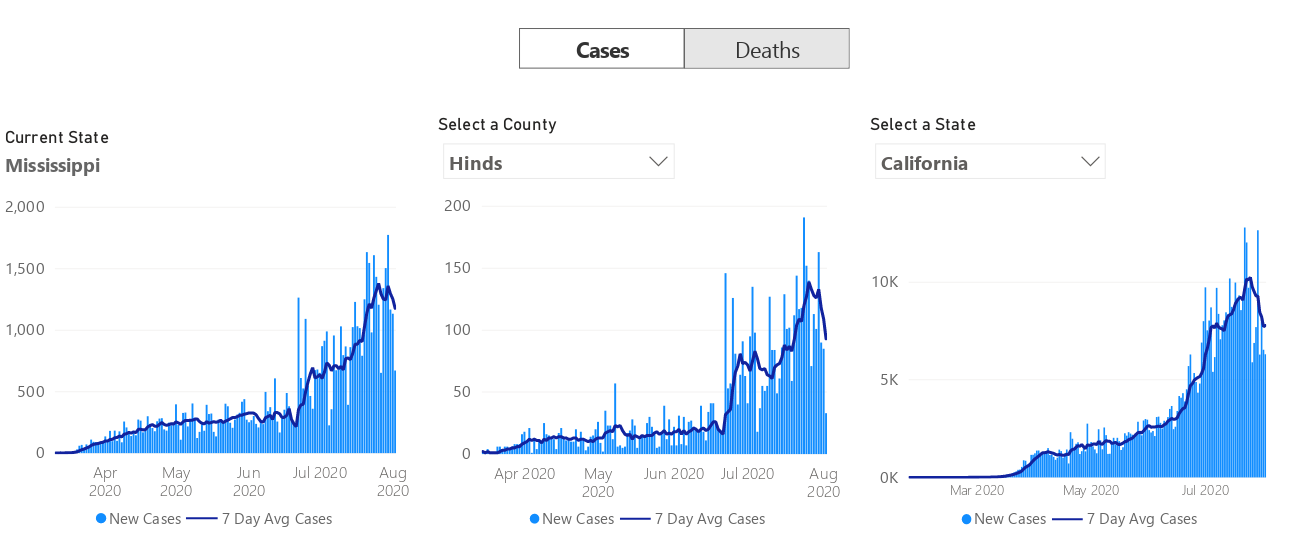 Cases Deaths
Current State
Mississippi
2,000
1,500
1,000
500
0
Apr 2020
May 2020
Jun 2020
Jul 2020
Aug 2020
New Cases 7 Day Avg Cases
Select a County
Hinds
200
150
100
50
0
Apr 2020
May 2020
Jun 2020
Jul 2020
Aug 2020
New Cases 7 Day Avg Cases
Select a State
California
10K
5K
0K
Mar 2020
May 2020
Jul 2020
New Cases 7 Day Avg Cases